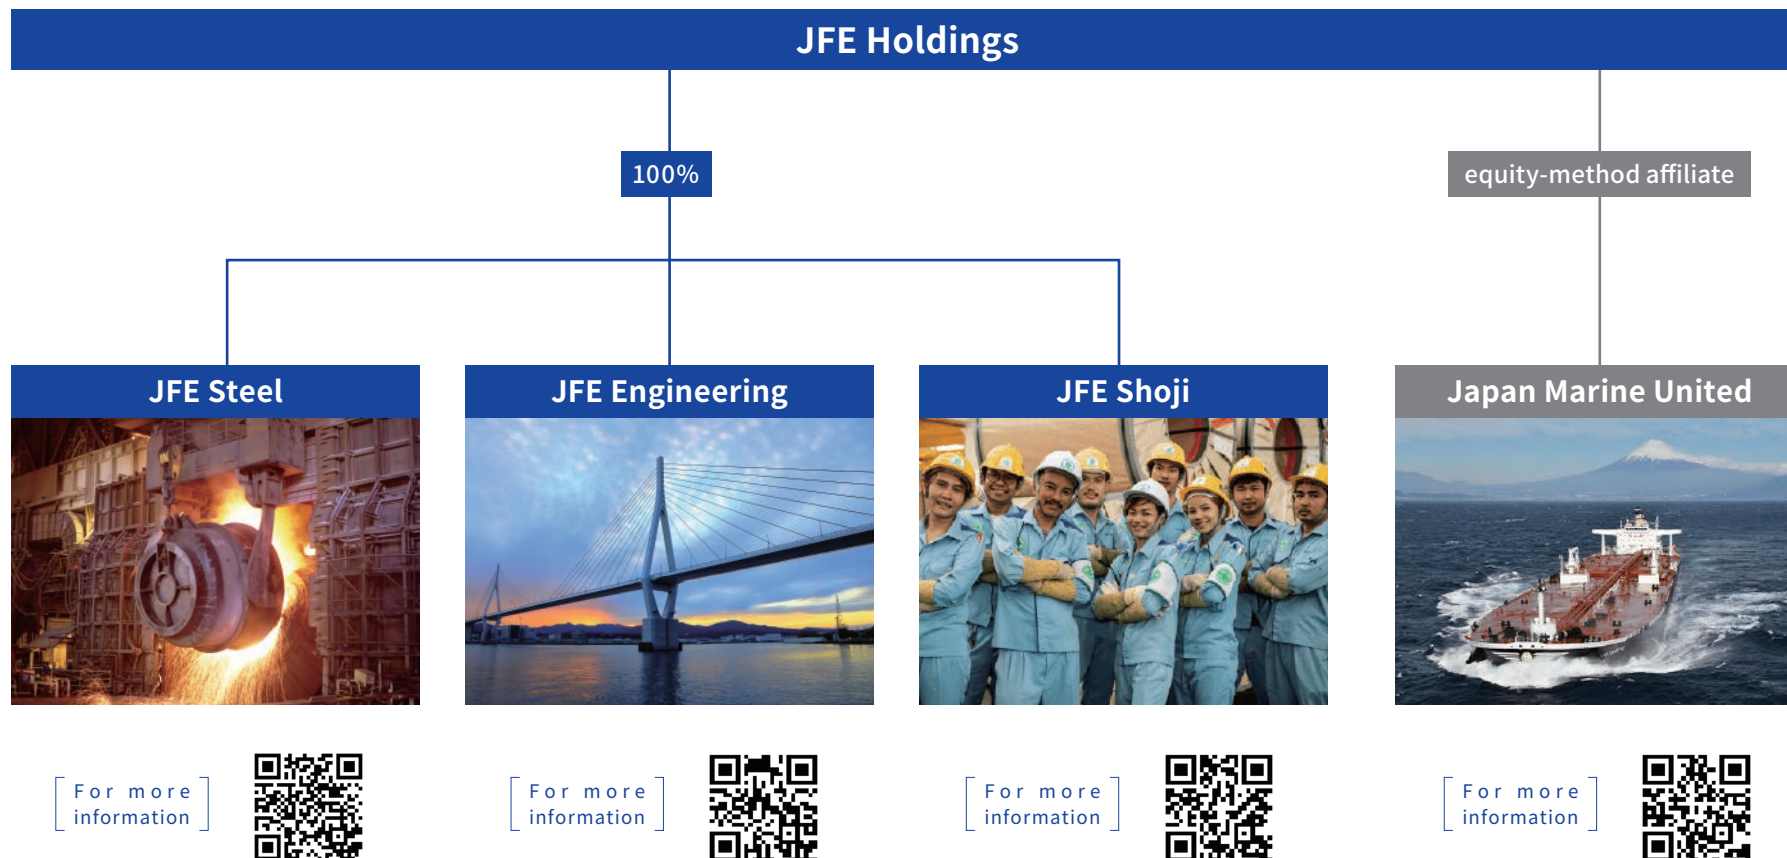 JFE Holdings
100%
equity-method affiliate
JFE Steel
JFE Engineering
JFE Shoji
Japan Marine United
For more
information
For more
information
For more
information
For more
information